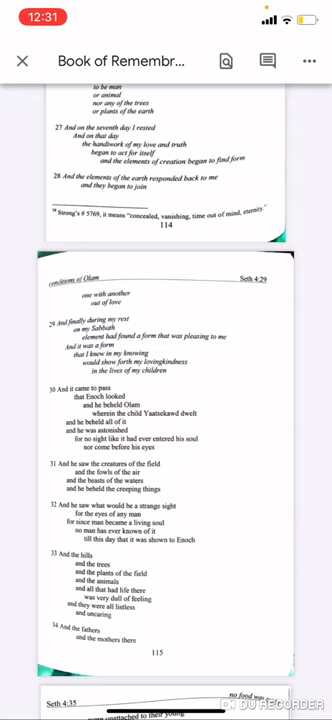 12:31
Book of Remembr...
to be man
or animal
nor any of the trees
or plants of the earth
27 And on the seventh day I rested
And on that day
the handiwork of my love and truth
began to act for itself
and the elements of creation began to find form
28 And the elements of the earth responded back to me
and they began to join
Strong's # 5769, it means "concealed, vanishing, time out of mind, eternity."
114
conditions of Olam
Seth 4:29
one with another
out of love
29 And finally during my rest
on my Sabbath
element had found a form that was pleasing to me
And it was a form
that I knew in my knowing
would show forth my lovingkindness
in the lives of my children
30 And it came to pass
that Enoch looked
and he beheld Olam
wherein the child Yaatsekawd dwelt
and he beheld all of it
and he was astonished
for no sight like it had ever entered his soul
nor come before his eyes
31 And he saw the creatures of the field
and the fowls of the air
and the beasts of the waters
and he beheld the creeping things
32 And he saw what would be a strange sight
for the eyes of any man
for since man became a living soul
no man has ever known of it
till this day that it was shown to Enoch
33 And the hills
and the trees
and the plants of the field
and the animals
and all that had life there
was very dull of feeling
and they were all listless
and uncaring
34 And the fathers
and the mothers there
115
Seth 4:35
no food was
were unattached to their young
DU RECORDER